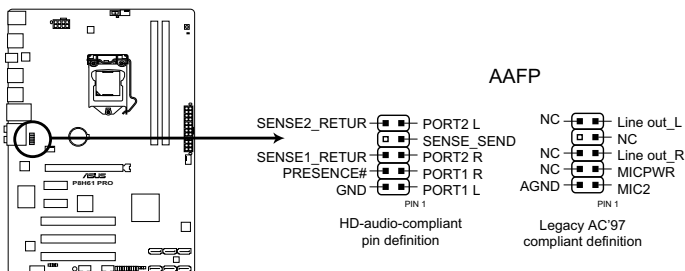 AAFP
SENSE2_RETUR
PORT2 L
SENSE_SEND
SENSE1_RETUR
PORT2 R
PRESENCE#
PORT1 R
GND
PORT1 L
PIN 1
HD-audio-compliant
pin definition
NC
Line out_L
NC
NC
Line out_R
NC
MICPWR
AGND
MIC2
PIN 1
Legacy AC'97
compliant definition
ASUS
P8H61 PRO